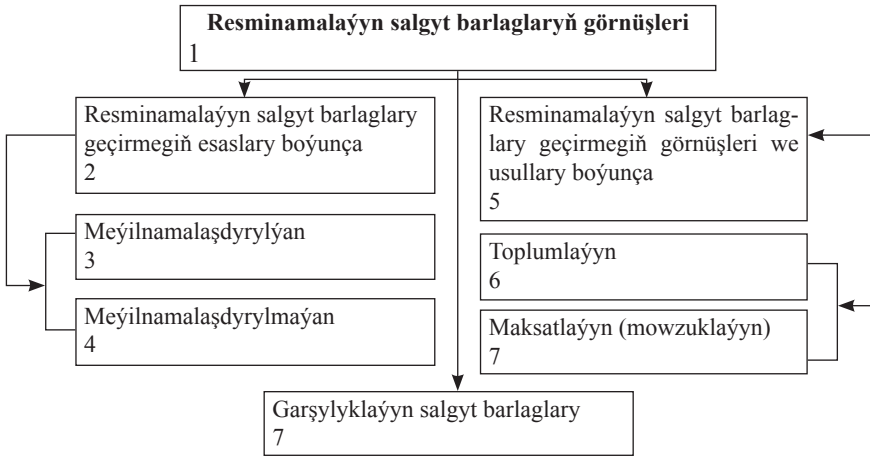 Resminamalaýyn salgyt barlaglaryň görnüşleri
1
Resminamalaýyn salgyt barlaglary
geçirmegiň esaslary boýunça
2
Meýilnamalaşdyrylýan
3
Meýilnamalaşdyrylmaýan
4
Resminamalaýyn salgyt barlag-
lary geçirmegiň görnüşleri we
usullary boýunça
5
Toplumlaýyn
6
Maksatlaýyn (mowzuklaýyn)
7
Garşylyklaýyn salgyt barlaglary
7